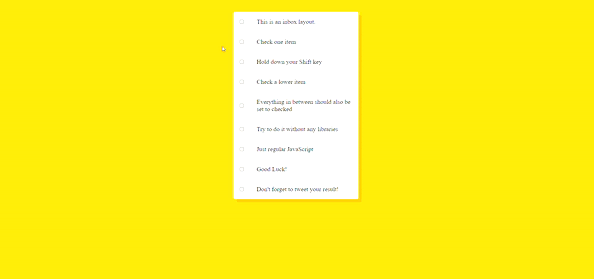 This is an inbox layout.
Check one item
Hold down your Shift key
Check a lower item
Everything in between should also be
set to checked
Try to do it without any libraries
Just regular JavaScript
Good Luck!
Don't forget to tweet your result!